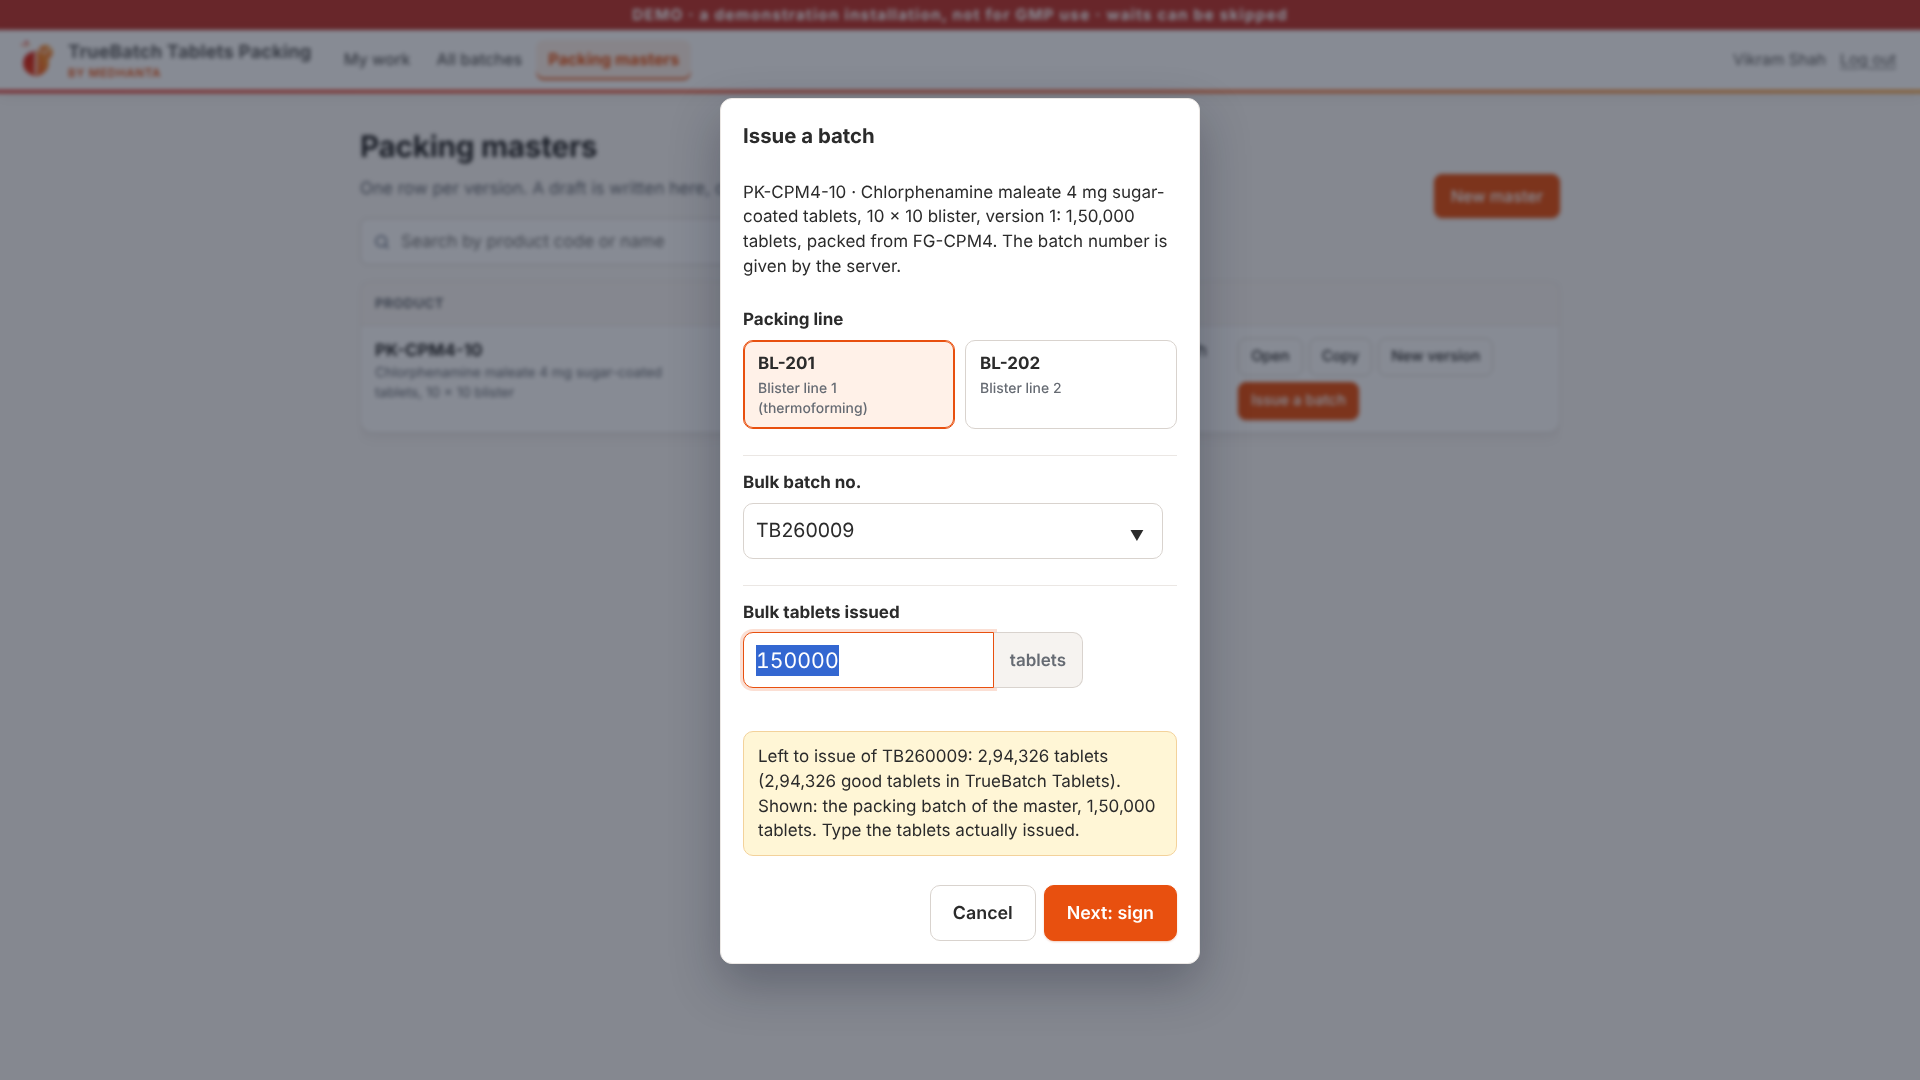 DEMO · a demonstration installation, not for GMP use · waits can be skipped
TrueBatch Tablets Packing
BY MEDHANTA
My work
All batches
Packing masters
Vikram Shah
Log out
Packing masters
One row per version. A draft is written here,
New master
Search by product code or name
PRODUCT
PK-CPM4-10
Chlorphenamine maleate 4 mg sugar-coated
tablets, 10 × 10 blister
Open
Copy
New version
Issue a batch
Issue a batch
PK-CPM4-10 · Chlorphenamine maleate 4 mg sugar-
coated tablets, 10 × 10 blister, version 1: 1,50,000
tablets, packed from FG-CPM4. The batch number is
given by the server.
Packing line
BL-201
Blister line 1
(thermoforming)
BL-202
Blister line 2
Bulk batch no.
TB260009
Bulk tablets issued
150000
tablets
Left to issue of TB260009: 2,94,326 tablets
(2,94,326 good tablets in TrueBatch Tablets).
Shown: the packing batch of the master, 1,50,000
tablets. Type the tablets actually issued.
Cancel
Next: sign